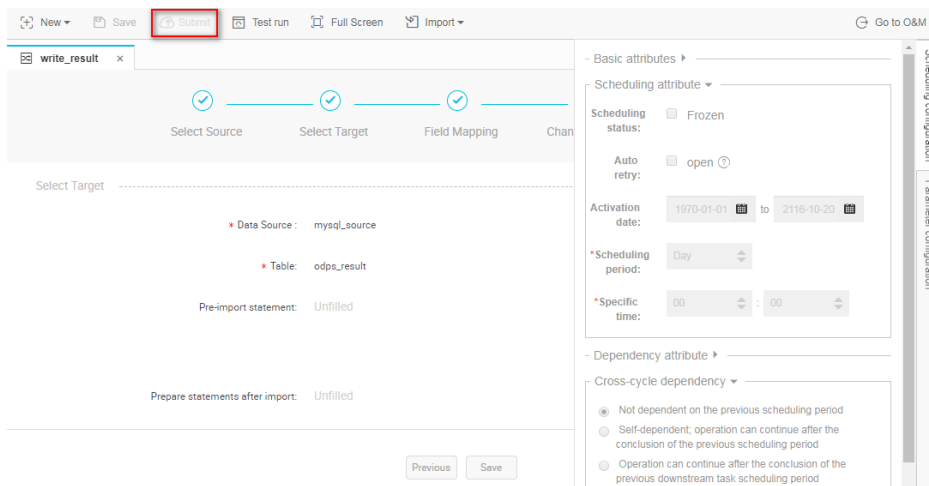 New Save Submit Test run Full Screen Import Go to O&M
write_result ×
Select Source Select Target Field Mapping Chan
Select Target
* Data Source : mysql_source
* Table: odps_result
Pre-import statement: Unfilled
Prepare statements after import: Unfilled
Previous Save
- Basic attributes
Scheduling attribute
Scheduling status: Frozen
Auto retry: open ?
Activation date: 1970-01-01 to 2116-10-20
*Scheduling period: Day
*Specific time: 00 : 00
- Dependency attribute
Cross-cycle dependency
Not dependent on the previous scheduling period
Self-dependent; operation can continue after the
conclusion of the previous scheduling period
Operation can continue after the conclusion of the
previous downstream task scheduling period
Scheduling configuration
Parameter configuration